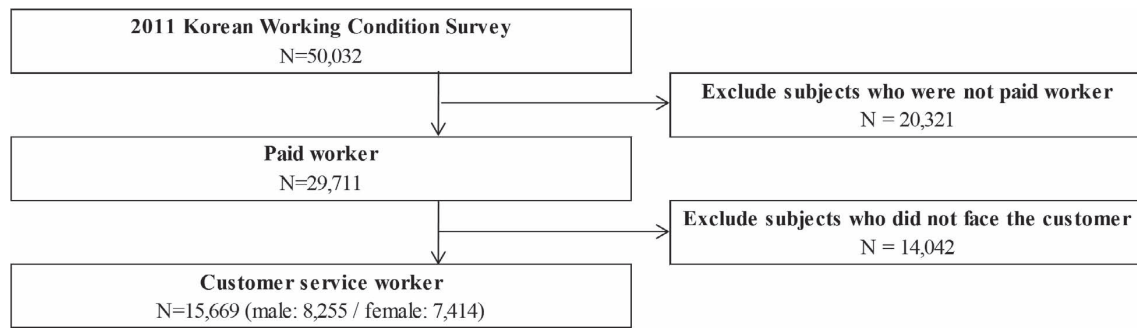 2011 Korean Working Condition Survey
N=50,032
Exclude subjects who were not paid worker
N = 20,321
Paid worker
N=29,711
Exclude subjects who did not face the customer
N = 14,042
Customer service worker
N=15,669 (male: 8,255 / female: 7,414)